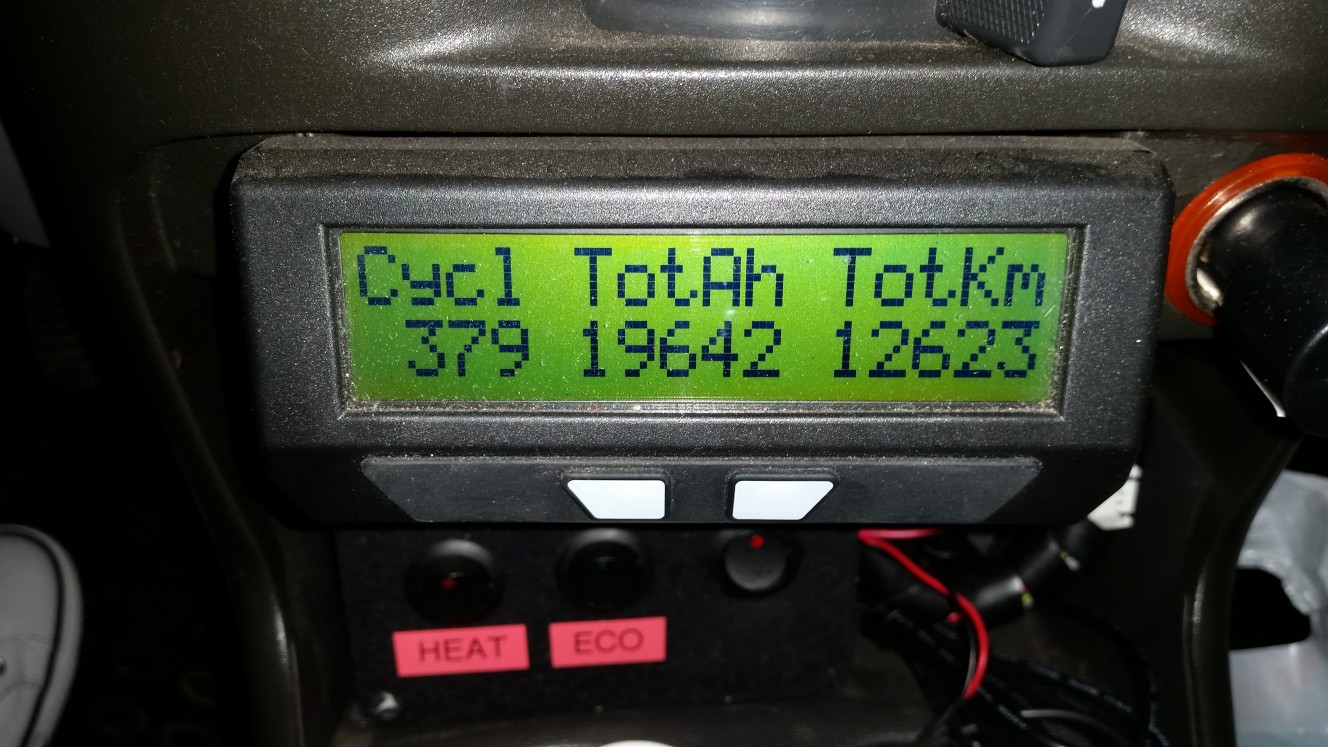 Cycl TotAh TotKm
379 19642 12623
HEAT ECO